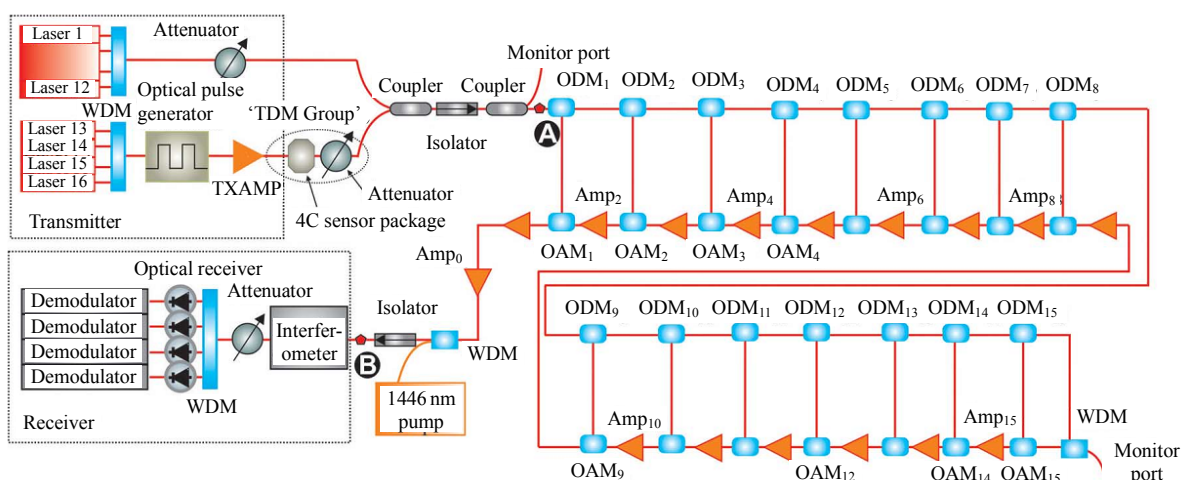 Laser 1
Laser 12
WDM
Attenuator
Optical pulse
generator
Laser 13
Laser 14
Laser 15
Laser 16
TXAMP
Transmitter
'TDM Group'
Attenuator
4C sensor package
Coupler
Isolator
Coupler
Monitor port
A
ODM1
ODM2
ODM3
ODM4
ODM5
ODM6
ODM7
ODM8
Amp2
Amp4
Amp6
Amp8
OAM1
OAM2
OAM3
OAM4
Amp0
Optical receiver
Demodulator
Demodulator
Demodulator
Demodulator
WDM
Attenuator
Interfer-
ometer
Receiver
B
Isolator
WDM
1446 nm
pump
ODM9
ODM10
ODM11
ODM12
ODM13
ODM14
ODM15
Amp10
Amp15
WDM
OAM9
OAM12
OAM14
OAM15
Monitor
port